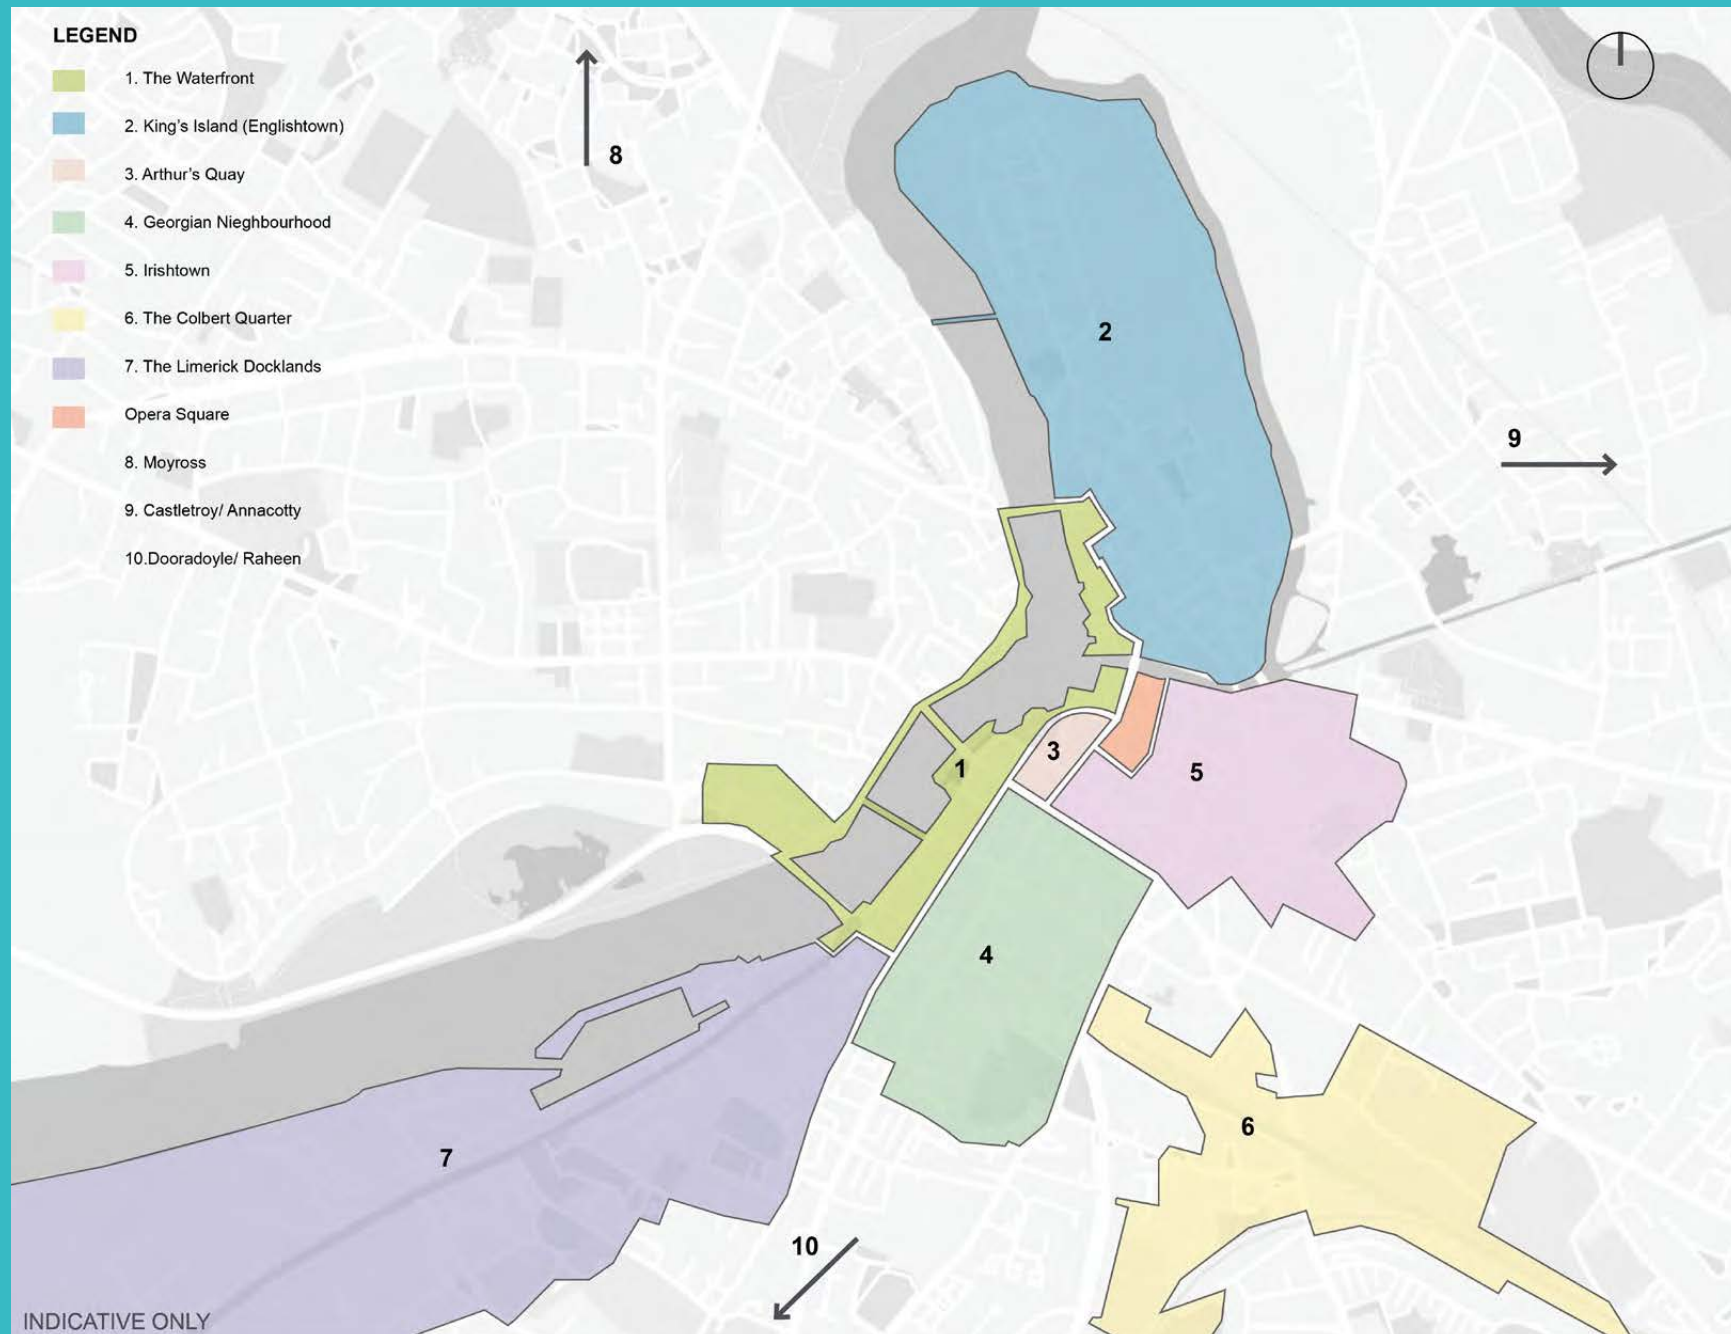 LEGEND
1. The Waterfront
2. King's Island (Englishtown)
3. Arthur's Quay
4. Georgian Nieghbourhood
5. Irishtown
6. The Colbert Quarter
7. The Limerick Docklands
Opera Square
8. Moyross
9. Castletroy/ Annacotty
10.Dooradoyle/ Raheen
8
2
9
3
1
5
4
6
7
10
INDICATIVE ONLY